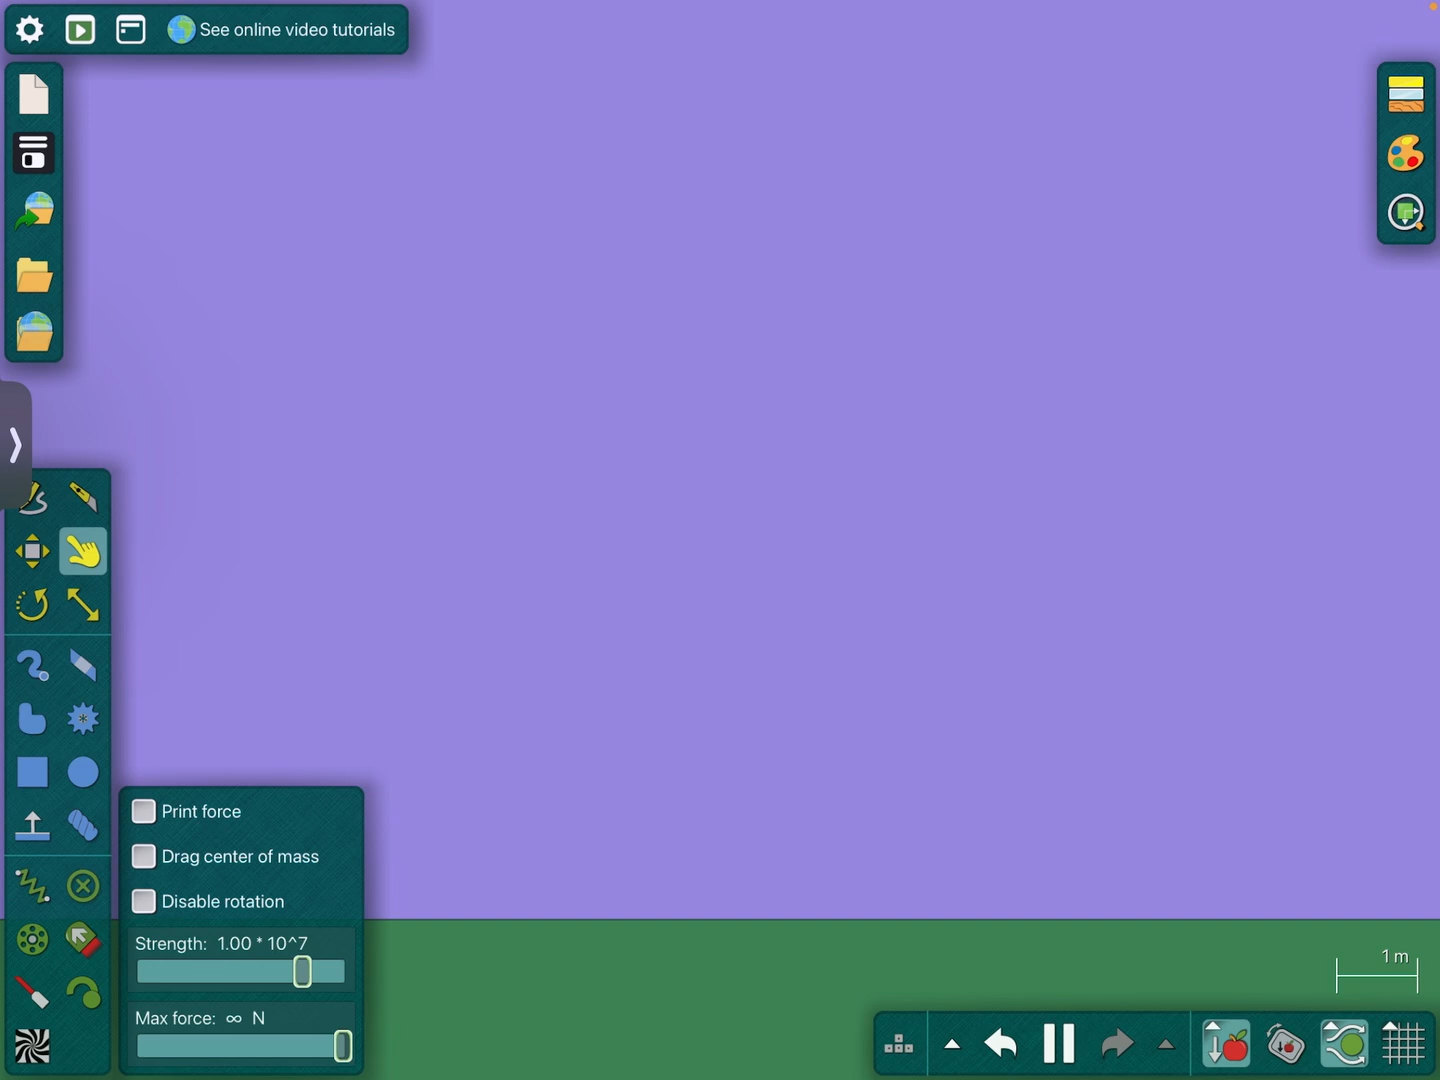 See online video tutorials
Print force
Drag center of mass
Disable rotation
Strength: 1.00 * 10^7
Max force: ∞ N
1 m